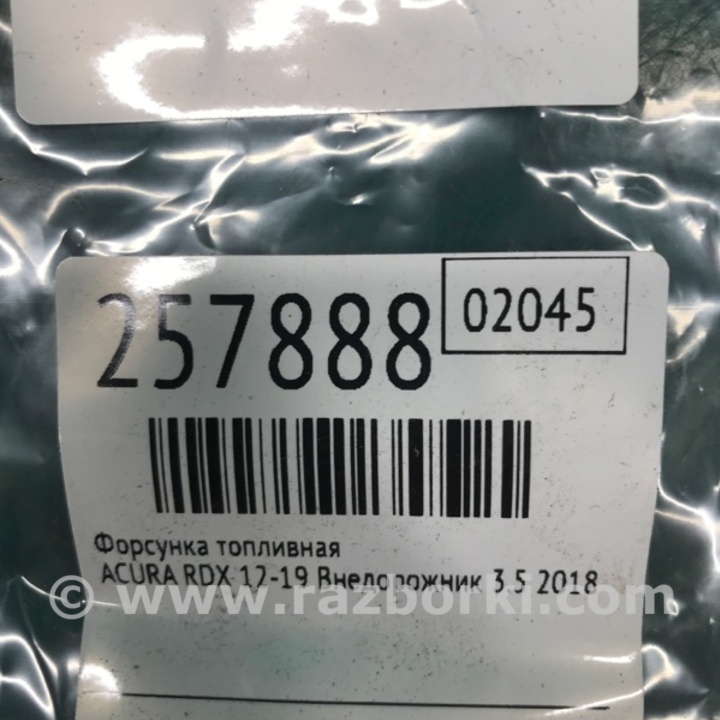 257888
02045
Форсунка топливная
ACURA RDX 12-19 Внедорожник 3.5 2018
© www.razborki.com